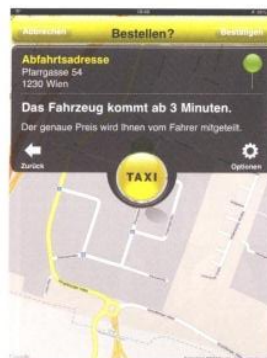 Abbrechen Bestellen? Bestätigen
Abfahrtsadresse
Pfarrgasse 54
1230 Wien
Das Fahrzeug kommt ab 3 Minuten.
Der genaue Preis wird Ihnen vom Fahrer mitgeteilt.
Zurück
TAXI
Optionen